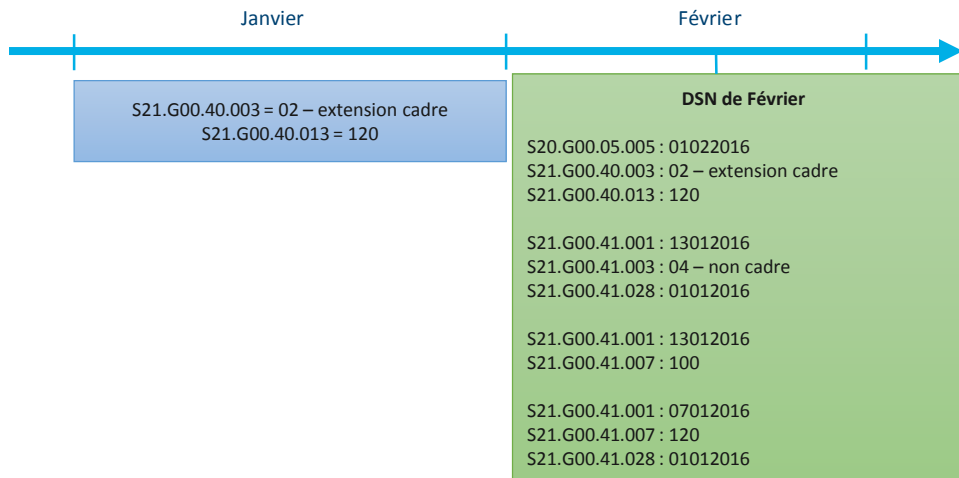 Janvier
Février
S21.G00.40.003 = 02 – extension cadre
S21.G00.40.013 = 120
DSN de Février
S20.G00.05.005 : 01022016
S21.G00.40.003 : 02 – extension cadre
S21.G00.40.013 : 120
S21.G00.41.001 : 13012016
S21.G00.41.003 : 04 – non cadre
S21.G00.41.028 : 01012016
S21.G00.41.001 : 13012016
S21.G00.41.007 : 100
S21.G00.41.001 : 07012016
S21.G00.41.007 : 120
S21.G00.41.028 : 01012016